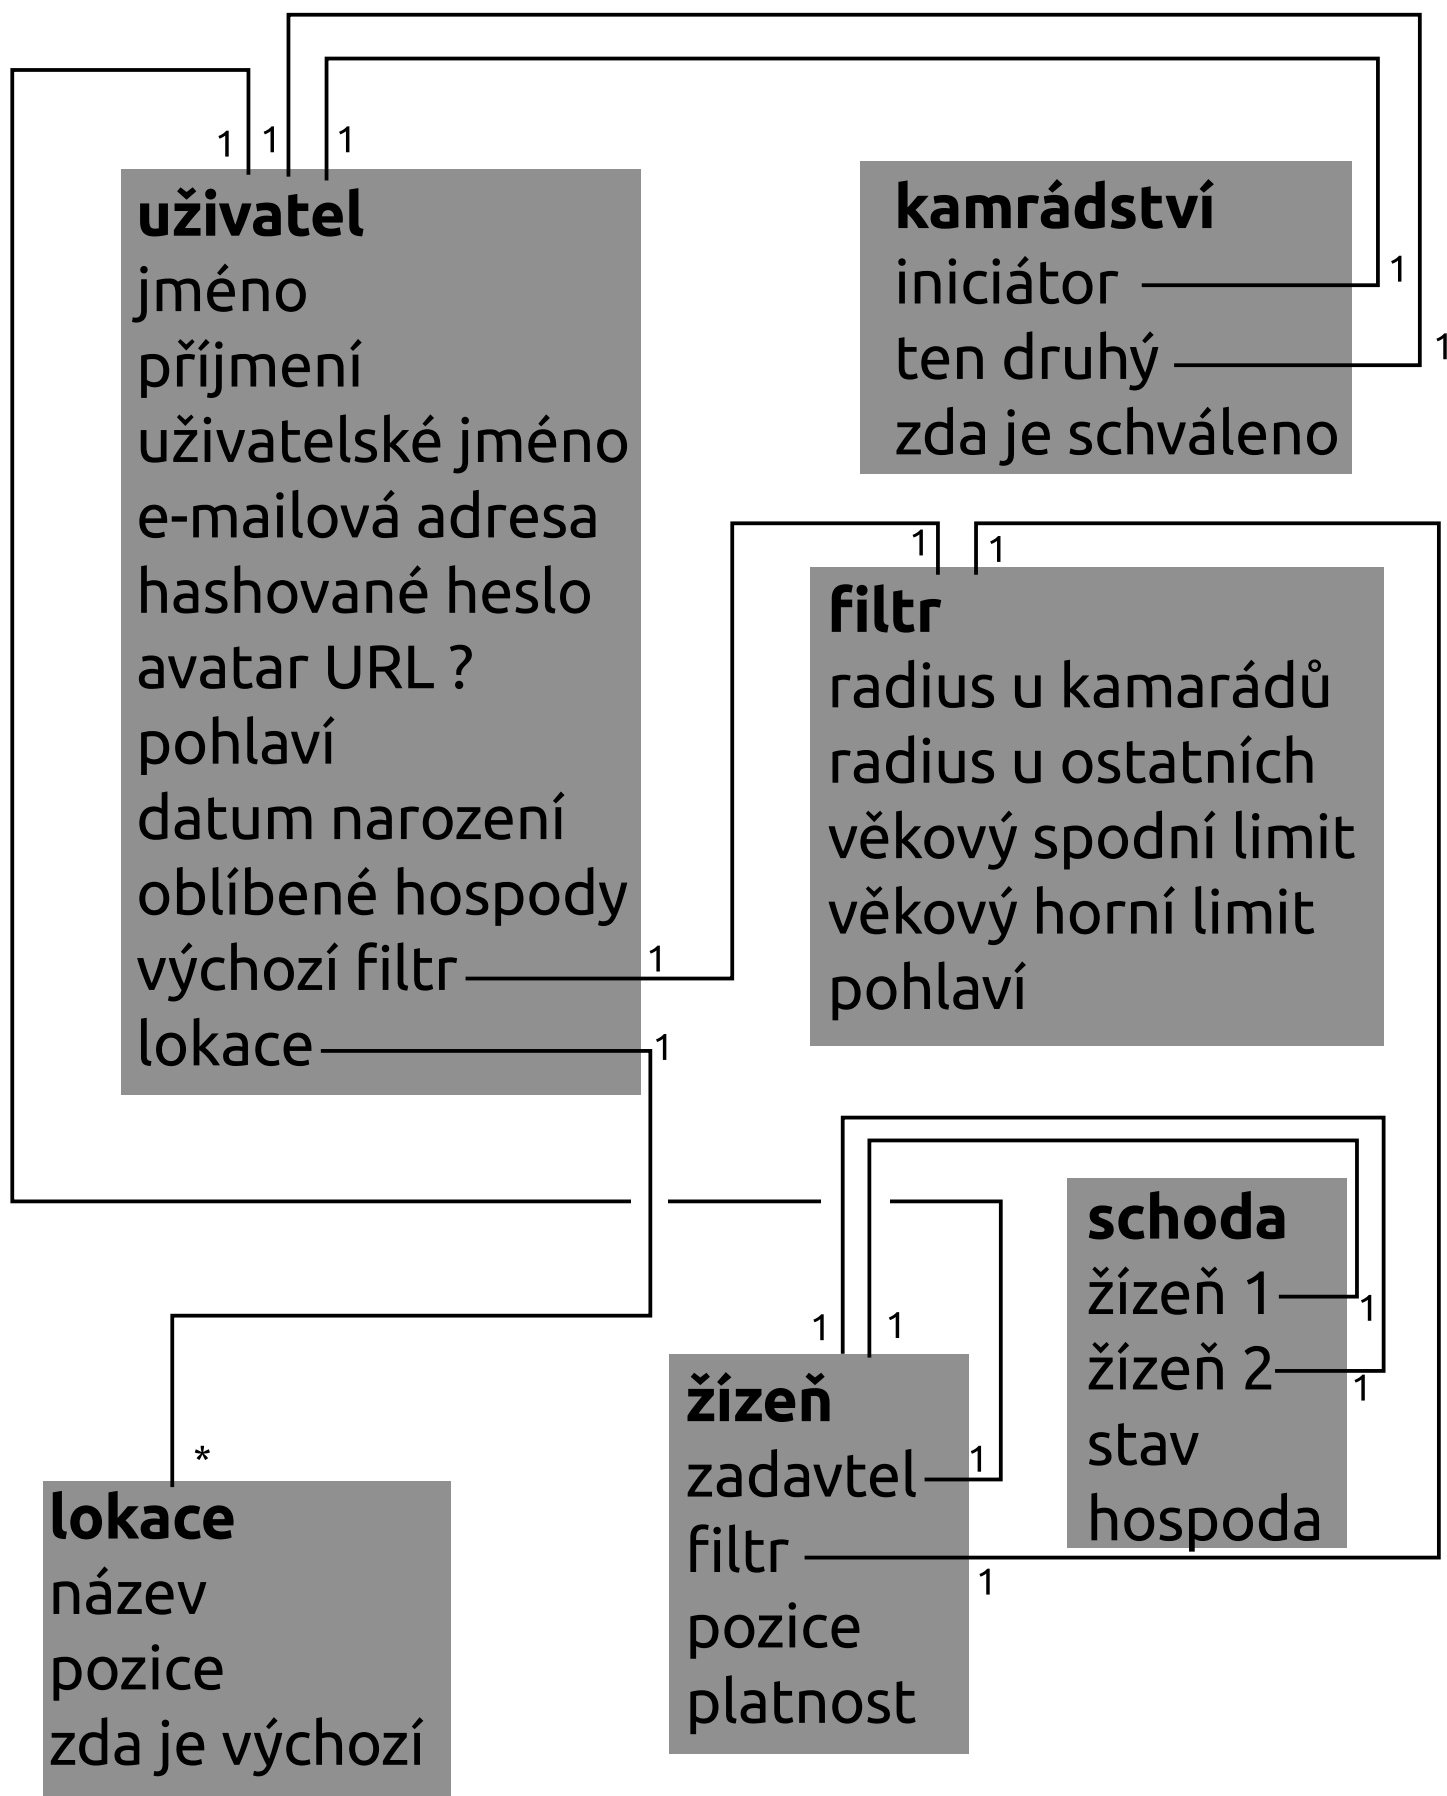 1
1
1
uživatel
jméno
příjmení
uživatelské jméno
e-mailová adresa
hashované heslo
avatar URL ?
pohlaví
datum narození
oblíbené hospody
výchozí filtr
1
lokace
1
kamrádství
iniciátor
1
ten druhý
1
zda je schváleno
1
1
filtr
radius u kamarádů
radius u ostatních
věkový spodní limit
věkový horní limit
pohlaví
schoda
žízeň 1
1
žízeň 2
1
stav
hospoda
1
1
žízeň
zadavtel
1
filtr
1
pozice
platnost
*
lokace
název
pozice
zda je výchozí